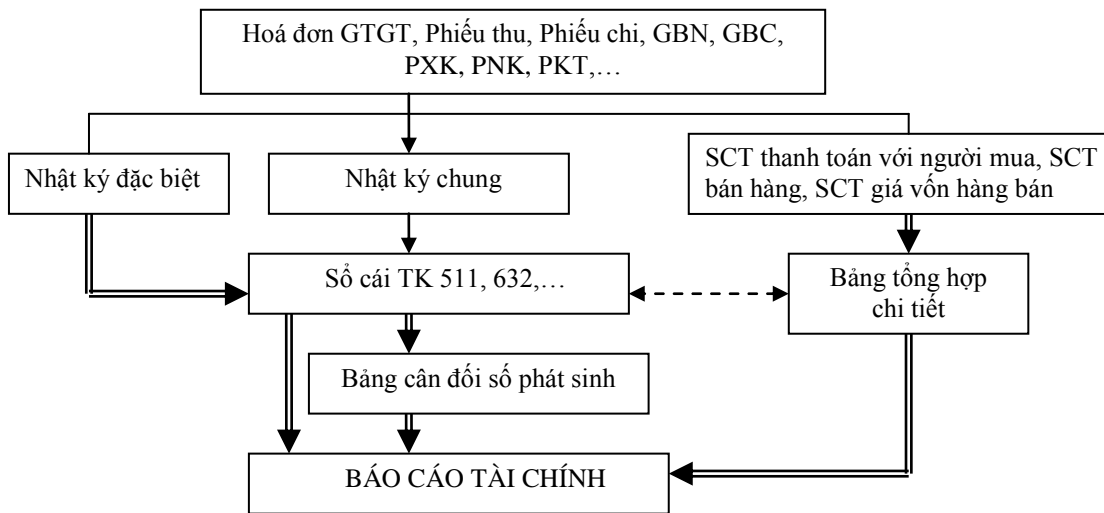 Hoá đơn GTGT, Phiếu thu, Phiếu chi, GBN, GBC,
PXK, PNK, PKT,…
Nhật ký đặc biệt
Nhật ký chung
SCT thanh toán với người mua, SCT
bán hàng, SCT giá vốn hàng bán
Sổ cái TK 511, 632,…
Bảng tổng hợp
chi tiết
Bảng cân đối số phát sinh
BÁO CÁO TÀI CHÍNH